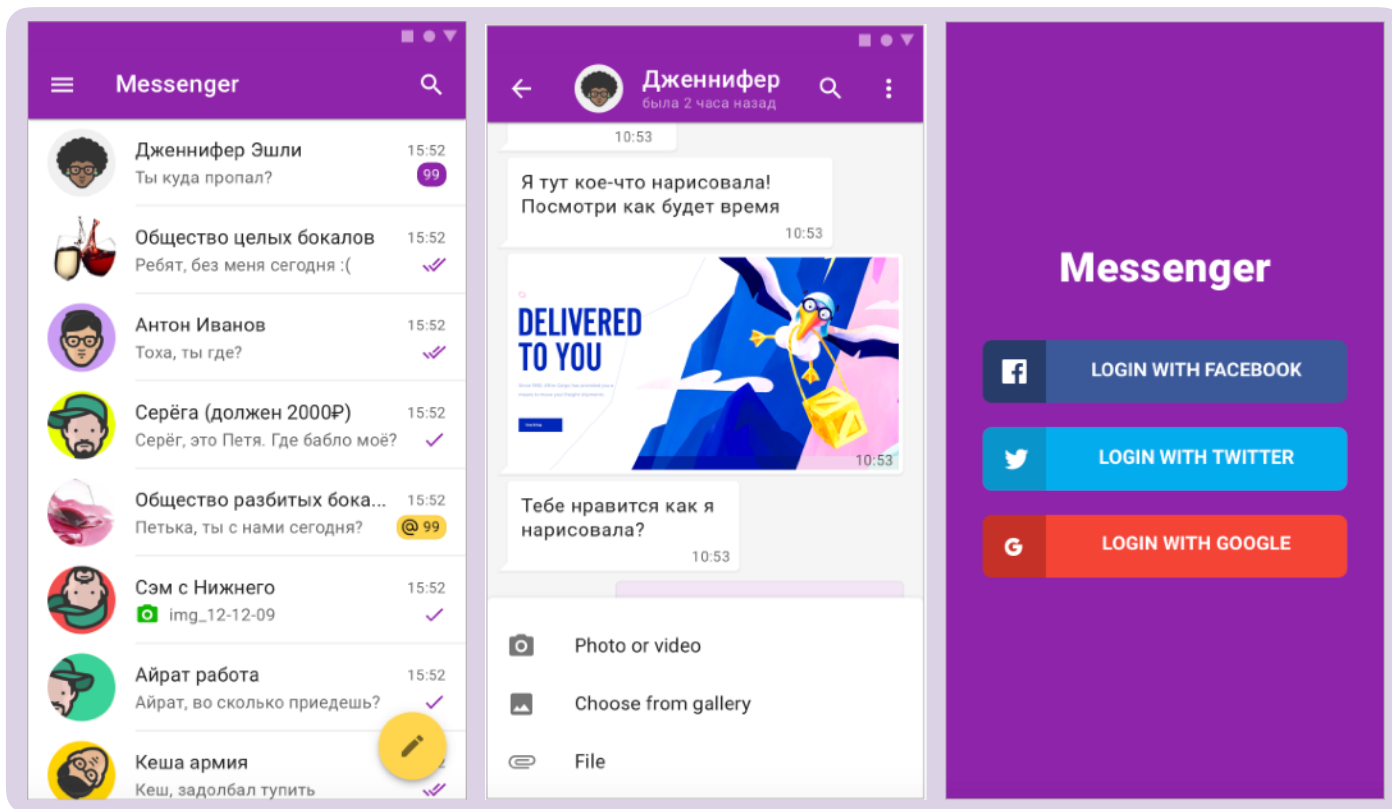 Messenger
Дженнифер Эшли
15:52
Ты куда пропал?
99
Общество целых бокалов
15:52
Ребят, без меня сегодня :(
Антон Иванов
15:52
Тоха, ты где?
Серёга (должен 2000₽)
15:52
Серёг, это Петя. Где бабло моё?
Общество разбитых бока...
15:52
Петька, ты с нами сегодня?
@ 99
Сэм с Нижнего
15:52
img_12-12-09
Айрат работа
15:52
Айрат, во сколько приедешь?
Кеша армия
Кеш, задолбал тупить
Дженнифер
была 2 часа назад
10:53
Я тут кое-что нарисовала!
Посмотри как будет время
10:53
DELIVERED
TO YOU
10:53
Тебе нравится как я
нарисовала?
10:53
Photo or video
Choose from gallery
File
Messenger
LOGIN WITH FACEBOOK
LOGIN WITH TWITTER
LOGIN WITH GOOGLE